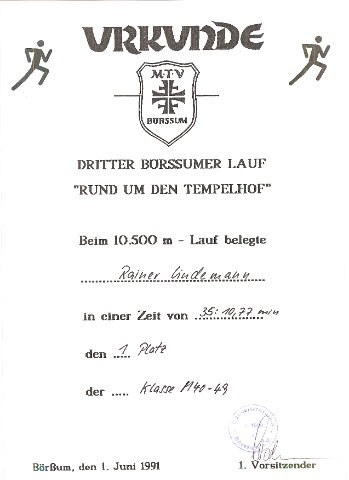 URKUNDE
M·T·V
BÖRSSUM
DRITTER BÖRSSUMER LAUF
"RUND UM DEN TEMPELHOF"
Beim 10.500 m - Lauf belegte
Rainer Lindemann
in einer Zeit von 35:10,77 min
den 1. Platz
der ..... Klasse M40-49
Börßum, den 1. Juni 1991
1. Vorsitzender